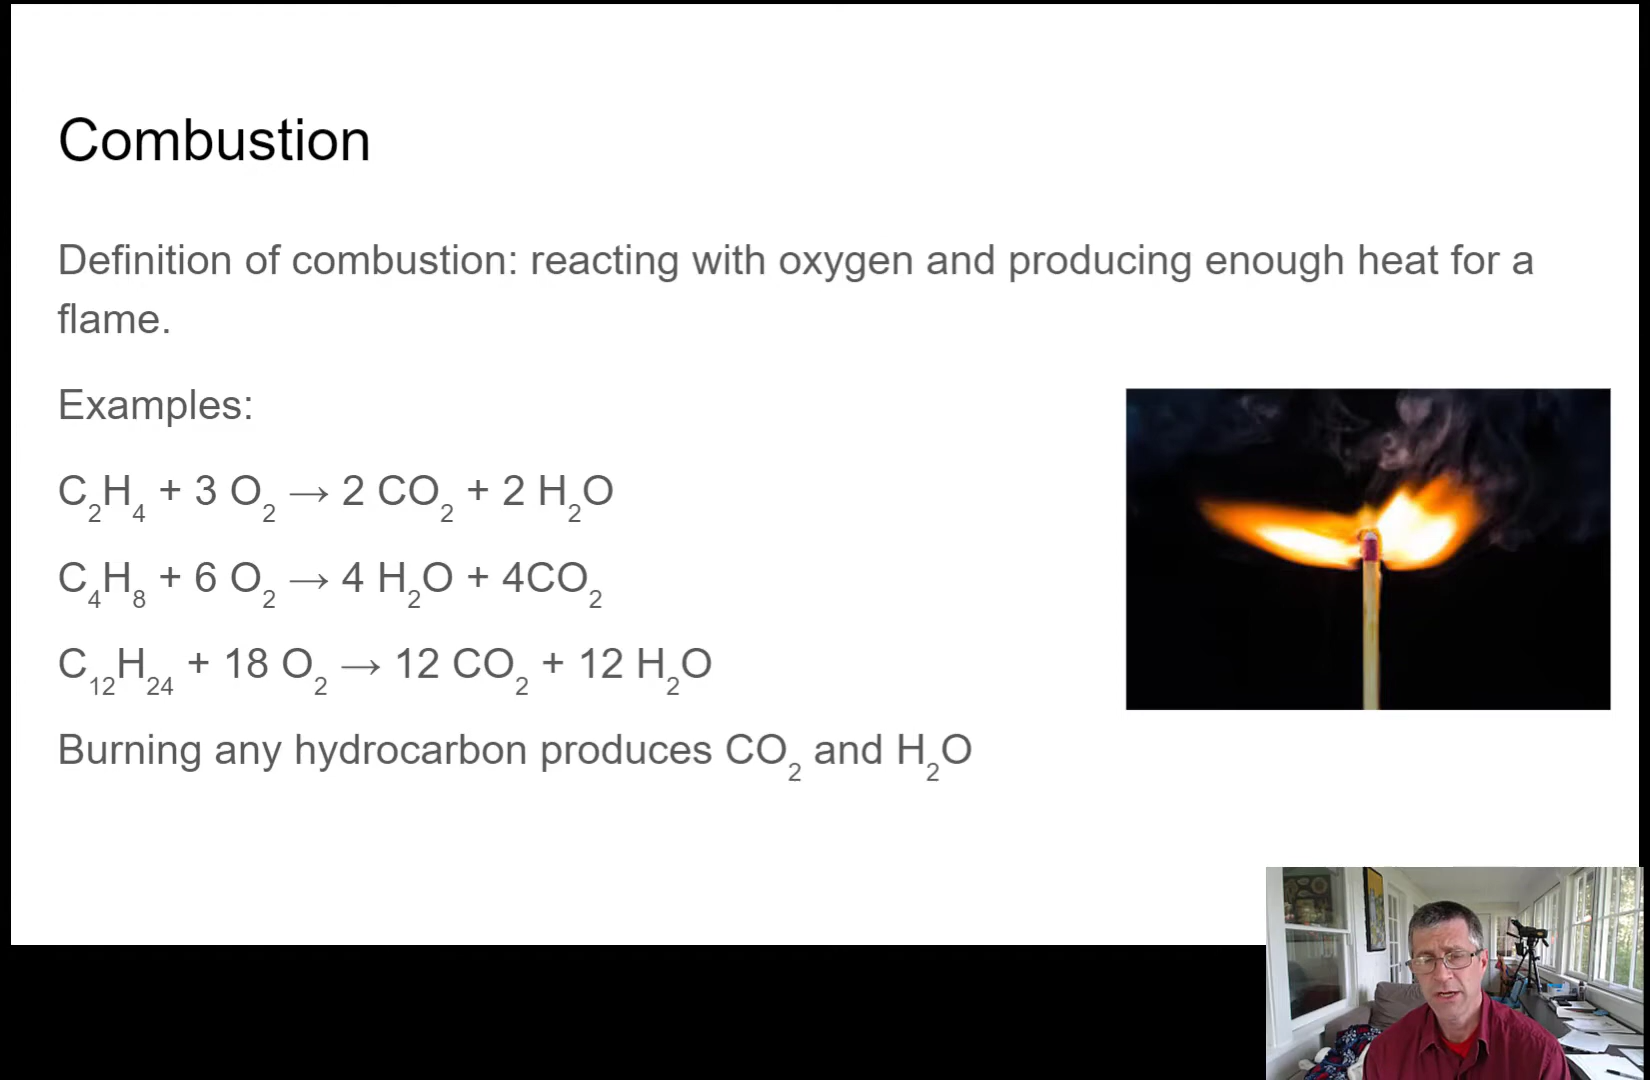 Combustion
Definition of combustion: reacting with oxygen and producing enough heat for a
flame.
Examples:
C₂H₄ + 3 O₂ → 2 CO₂ + 2 H₂O
C₄H₈ + 6 O₂ → 4 H₂O + 4CO₂
C₁₂H₂₄ + 18 O₂ → 12 CO₂ + 12 H₂O
Burning any hydrocarbon produces CO₂ and H₂O